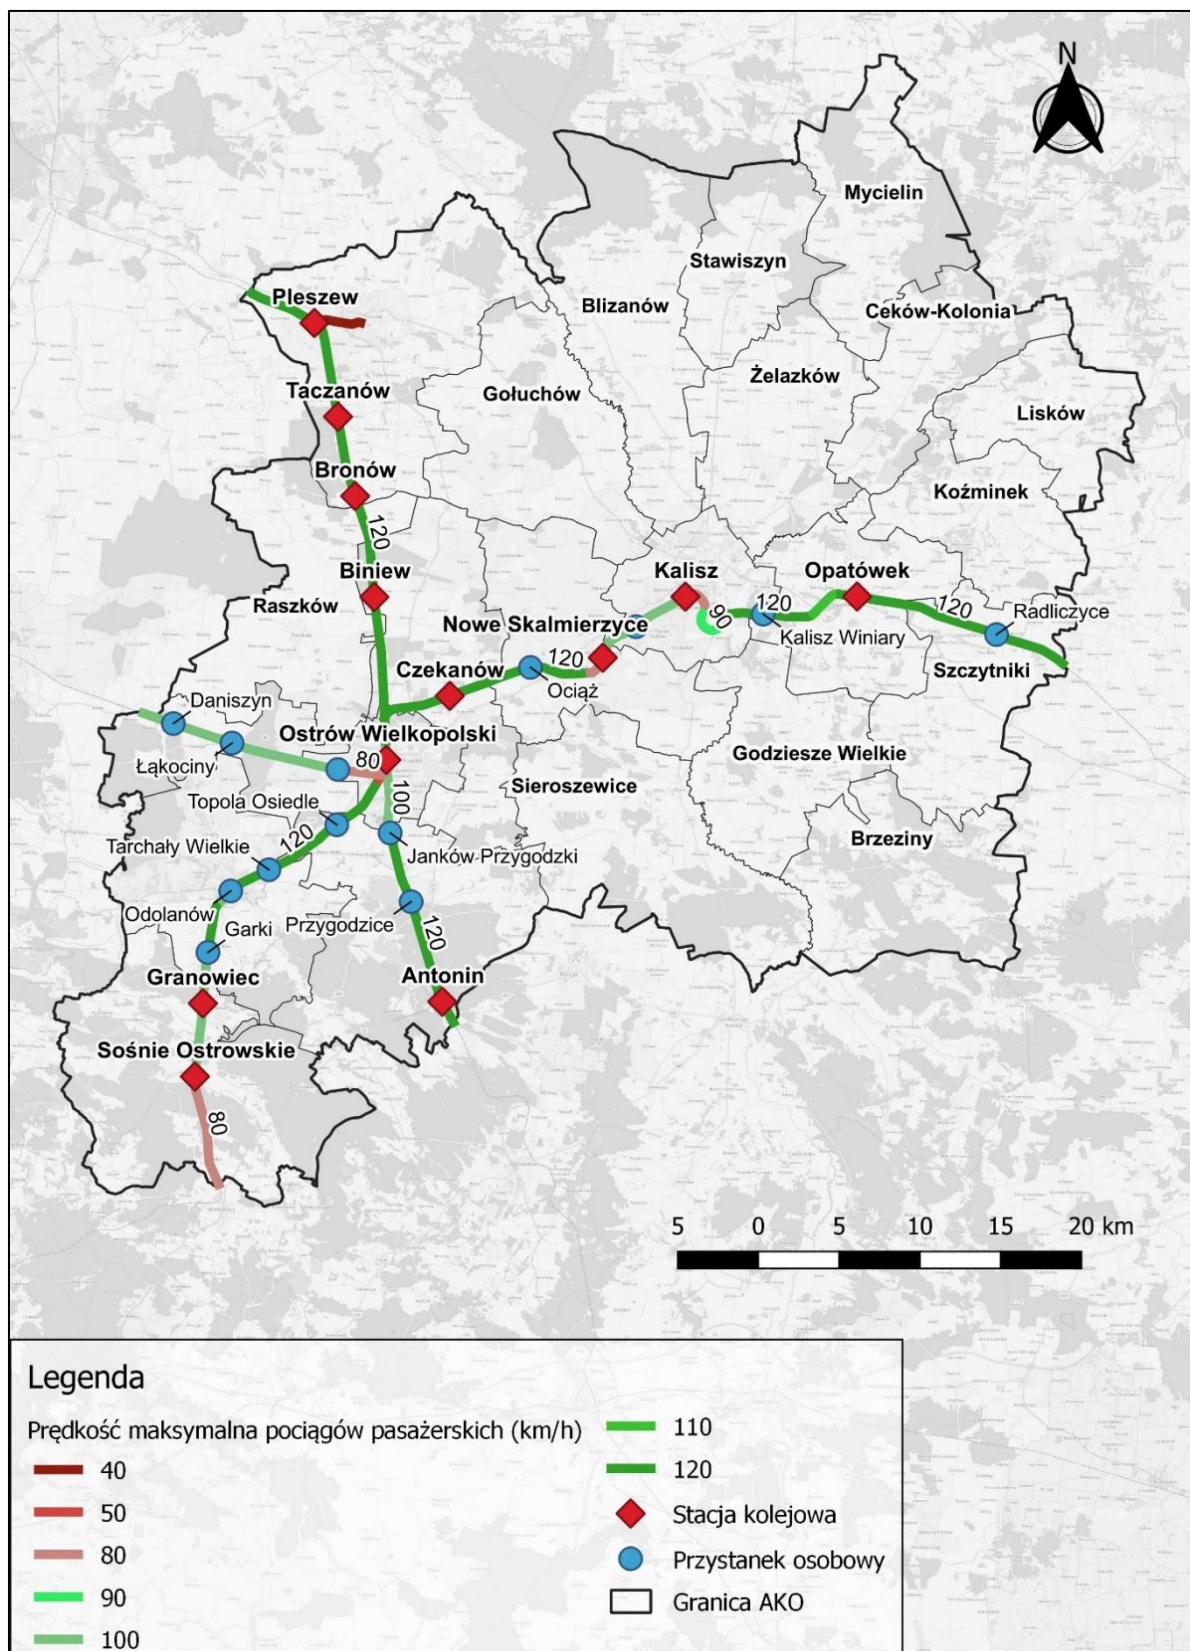 N
Mycielin
Stawiszyn
Blizanów
Ceków-Kolonia
Pleszew
Żelazków
Taczanów
Gołuchów
Lisków
Bronów
Koźminek
120
Biniew
Kalisz
Opatówek
Raszków
90
120
120
Radliczyce
Nowe Skalmierzyce
Kalisz Winiary
Czekanów
120
Szczytniki
Ociąż
Daniszyn
Ostrów Wielkopolski
Godziesze Wielkie
Łąkociny
80
Sieroszewice
Topola Osiedle
100
Brzeziny
Tarchały Wielkie
120
Janków Przygodzki
Odolanów
Garki
Przygodzice
120
Granowiec
Antonin
Sośnie Ostrowskie
80
5 0 5 10 15 20 km
Legenda
Prędkość maksymalna pociągów pasażerskich (km/h)
40
50
80
90
100
110
120
Stacja kolejowa
Przystanek osobowy
Granica AKO